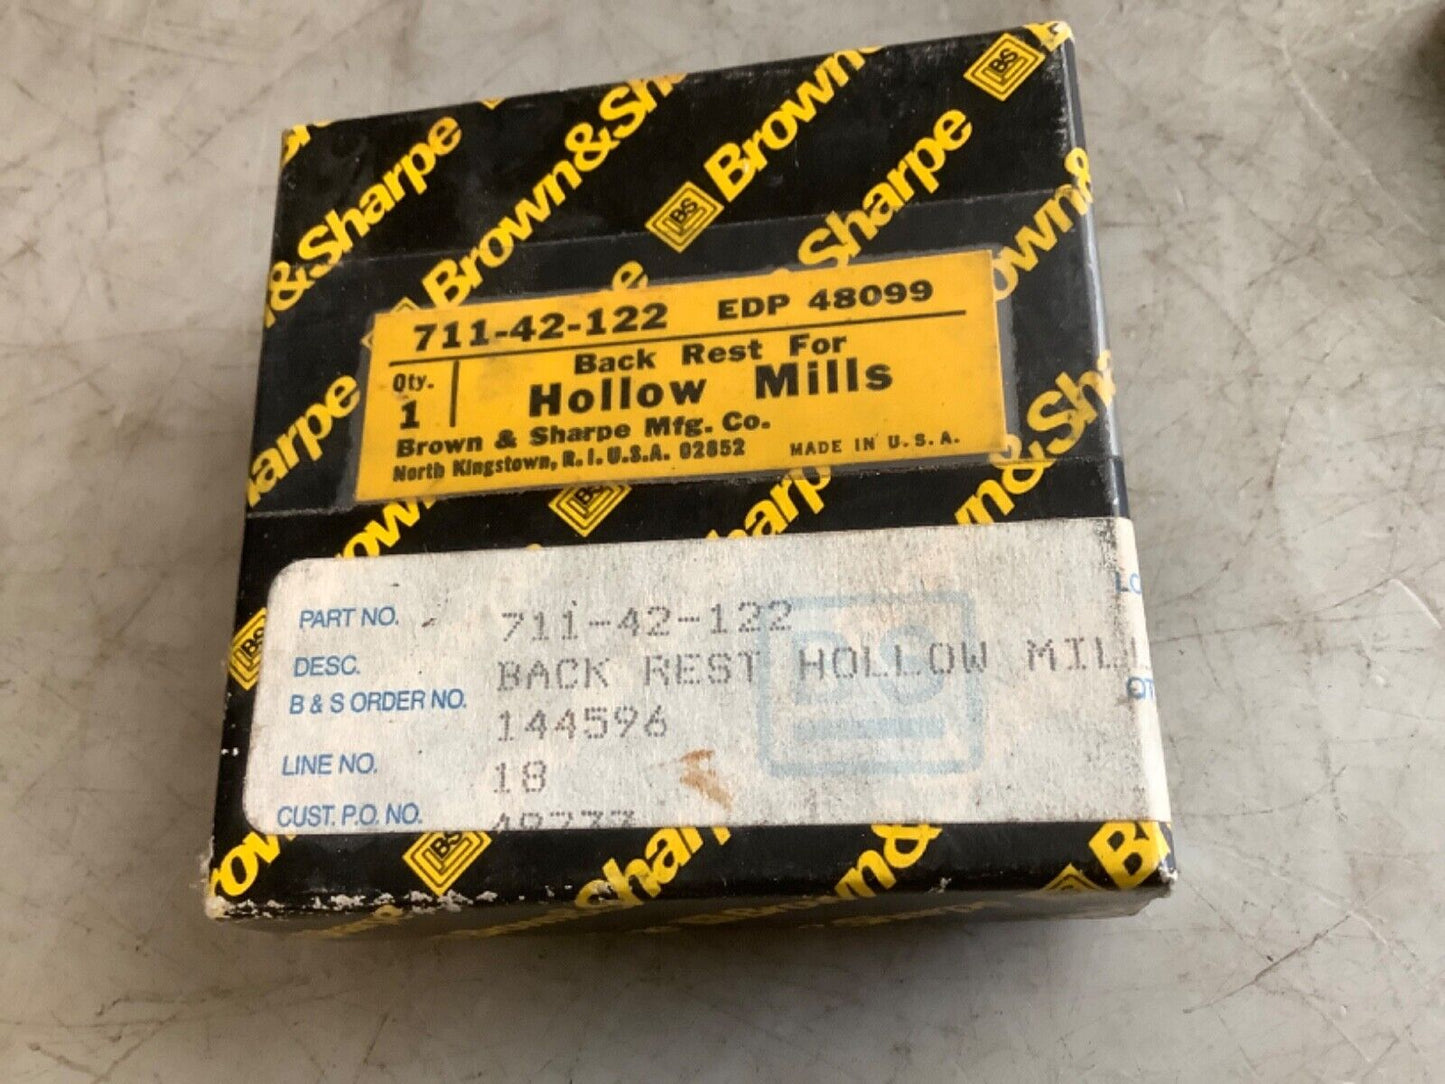 Brown&Sharpe
BS
711-42-122 EDP 48099
Qty. 1
Back Rest For
Hollow Mills
Brown & Sharpe Mfg. Co.
North Kingstown, R.I. U.S.A. 02852 MADE IN U.S.A.
PART NO. 711-42-122
DESC. BACK REST HOLLOW MILL
B & S ORDER NO. 144596
LINE NO. 18
CUST. P.O. NO.